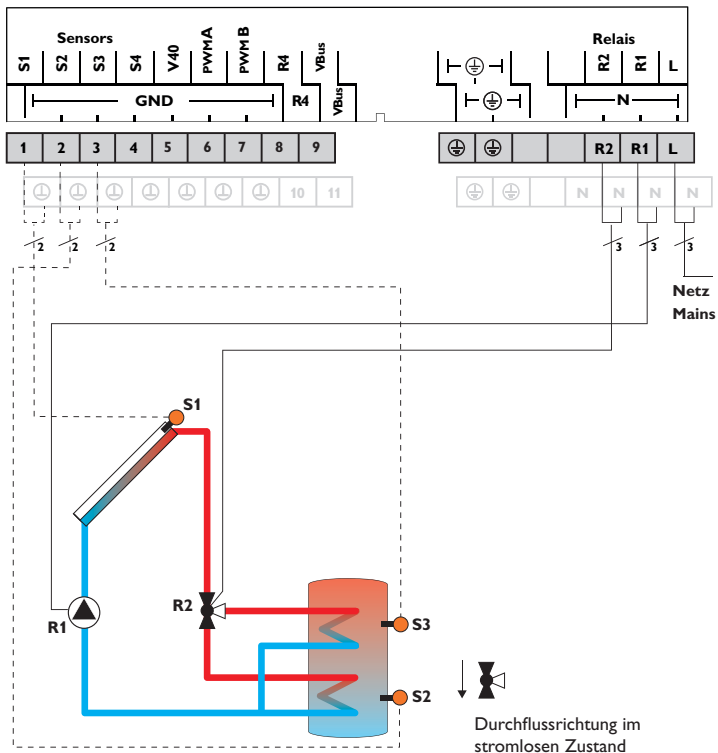 Sensors
Relais
S1 S2 S3 S4 V40 PWM A PWM B R4 VBus
R2 R1 L
GND R4 VBus
N
1 2 3 4 5 6 7 8 9
R2 R1 L
10 11
N N N N
2 2 2
3 3 3
Netz
Mains
S1
R2
R1
S3
S2
Durchflussrichtung im
stromlosen Zustand